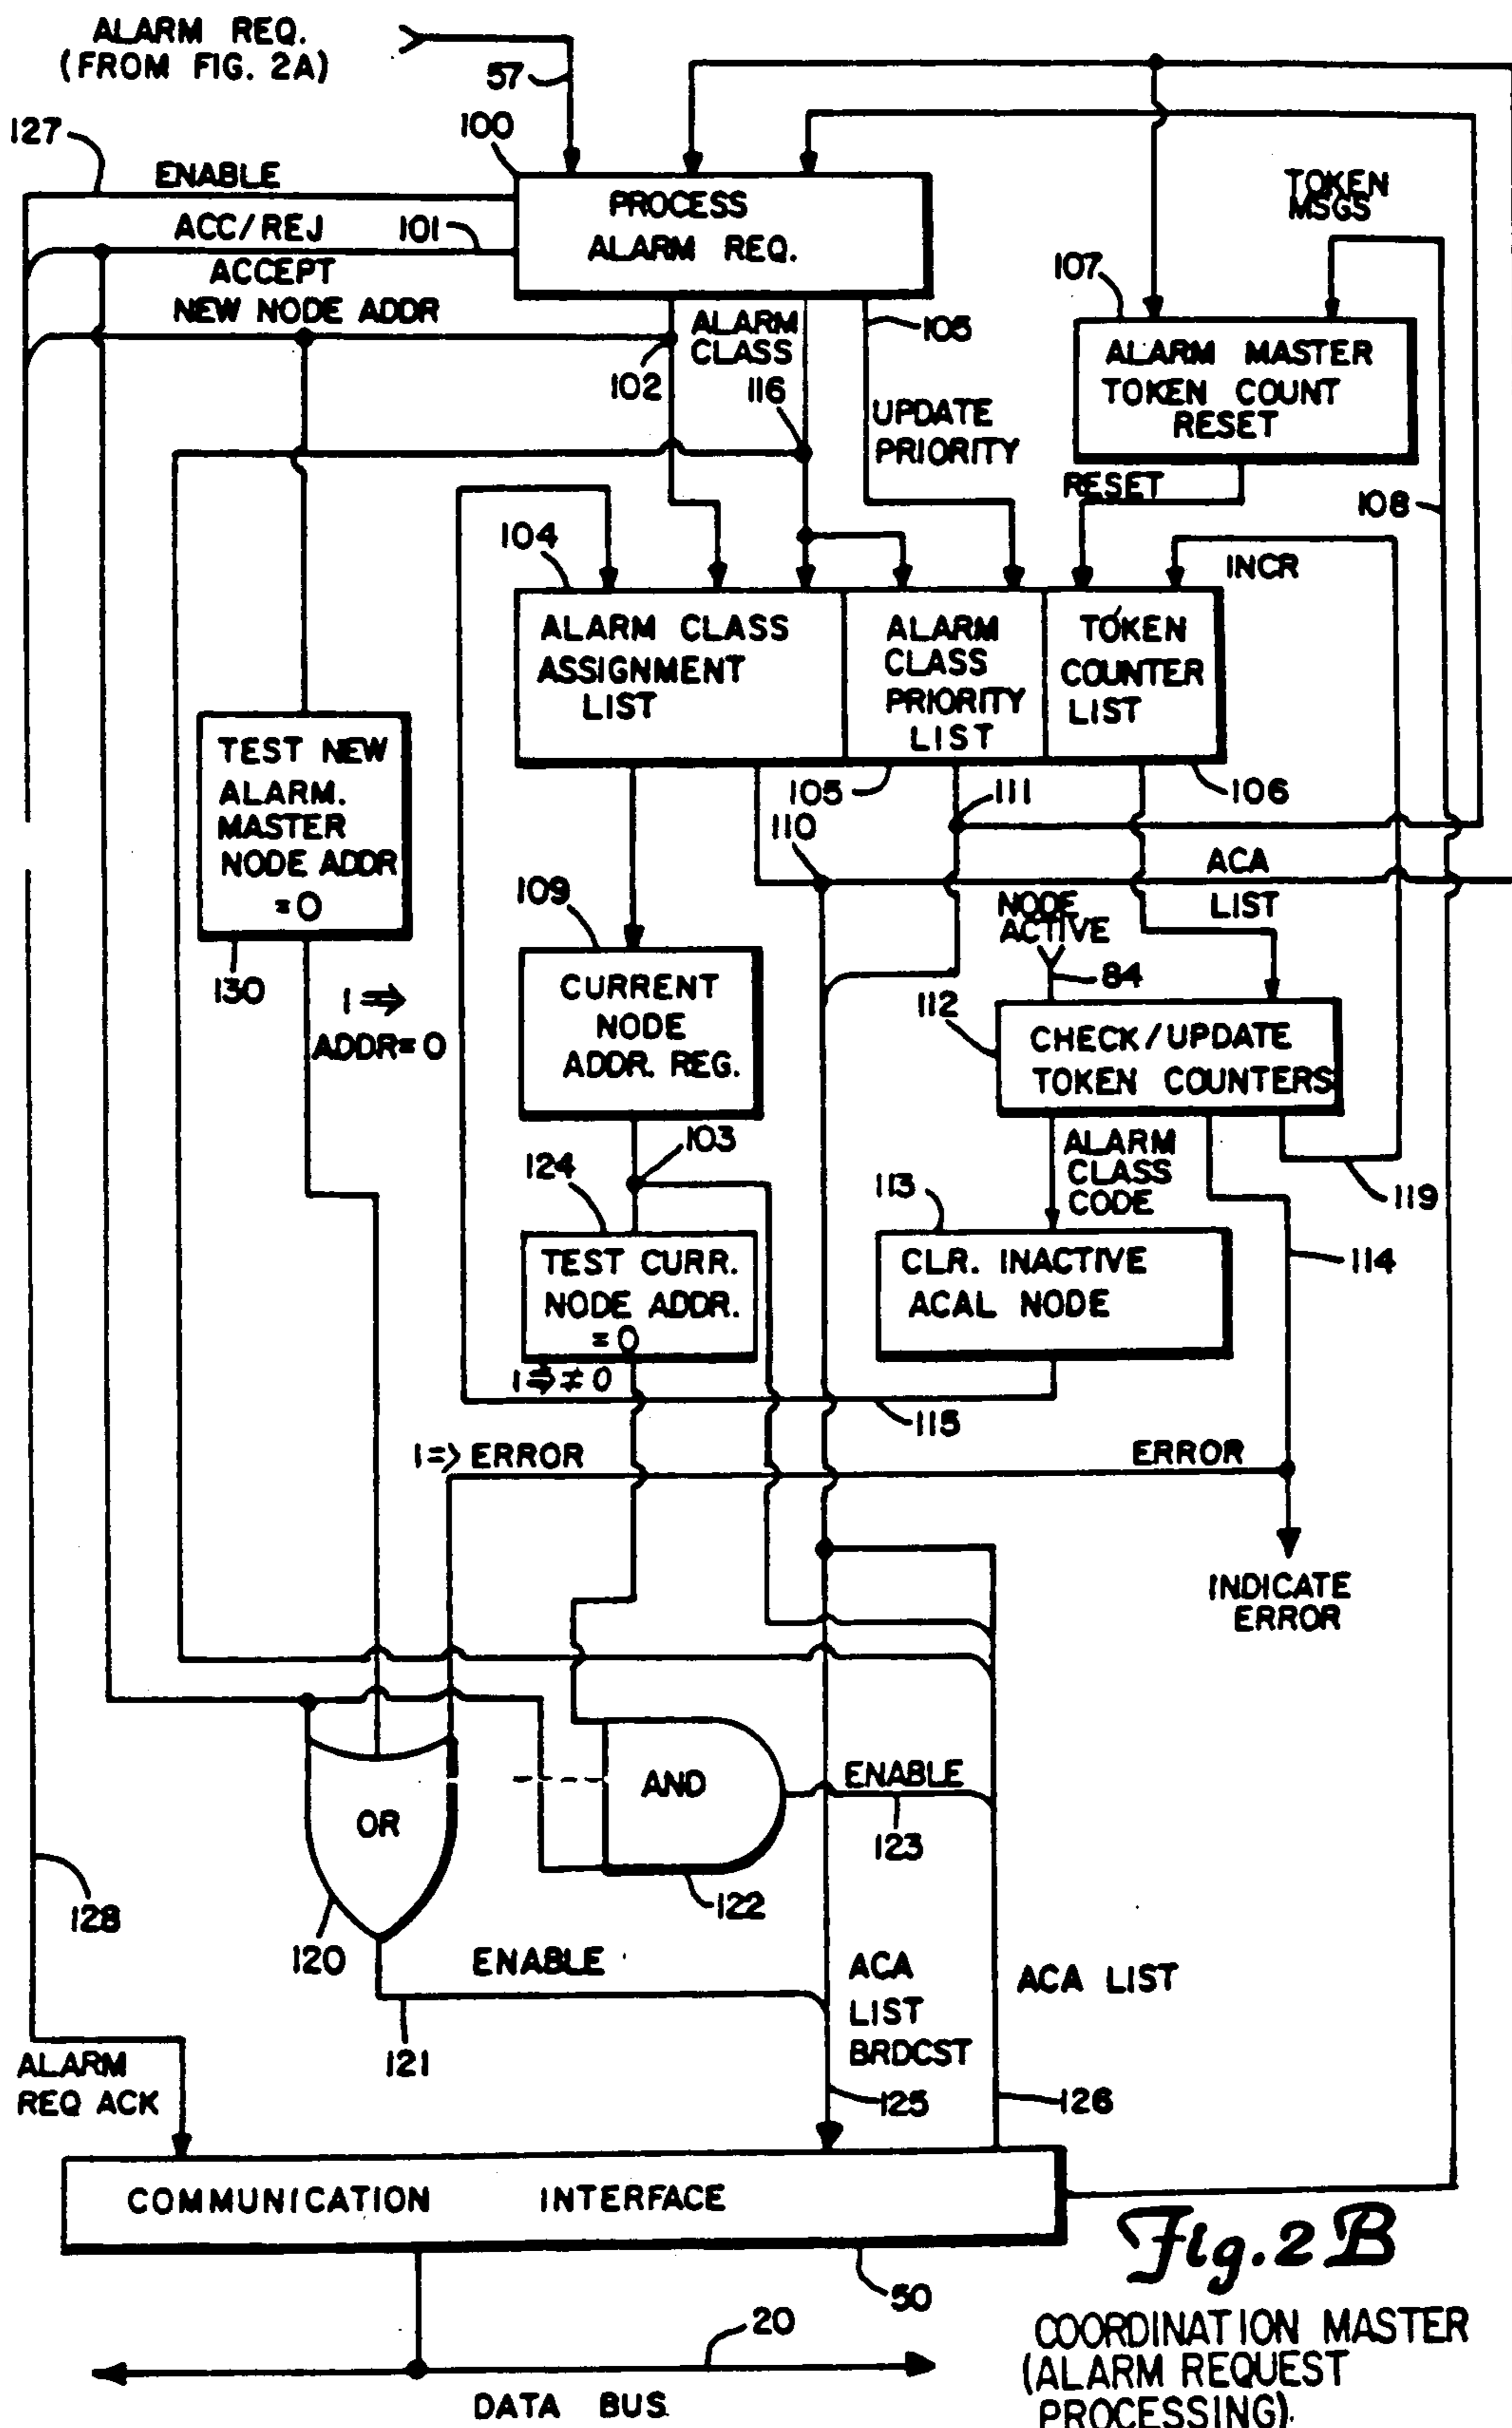 ALARM REQ.
(FROM FIG. 2A)
57
100
127
ENABLE
ACC/REJ
101
ACCEPT
NEW NODE ADDR
PROCESS
ALARM REQ.
TOKEN
MSGS
107
ALARM
CLASS
105
102
116
UPDATE
PRIORITY
ALARM MASTER
TOKEN COUNT
RESET
RESET
108
104
INCR
ALARM CLASS
ASSIGNMENT
LIST
ALARM
CLASS
PRIORITY
LIST
TOKEN
COUNTER
LIST
TEST NEW
ALARM.
MASTER
NODE ADDR
=0
105
111
106
110
ACA
LIST
109
NODE
ACTIVE
84
130
1 ⇒
ADDR=0
CURRENT
NODE
ADDR. REG.
112
CHECK/UPDATE
TOKEN COUNTERS
103
124
ALARM
CLASS
CODE
113
119
TEST CURR.
NODE ADDR.
=0
1 ⇒ ≠ 0
CLR. INACTIVE
ACAL NODE
114
115
1=> ERROR
ERROR
INDICATE
ERROR
OR
AND
ENABLE
123
122
128
120
ENABLE
121
ACA
LIST
BRDCST
ACA LIST
ALARM
REQ ACK
125
126
COMMUNICATION INTERFACE
50
20
DATA BUS
Fig. 2B
COORDINATION MASTER
(ALARM REQUEST
PROCESSING).